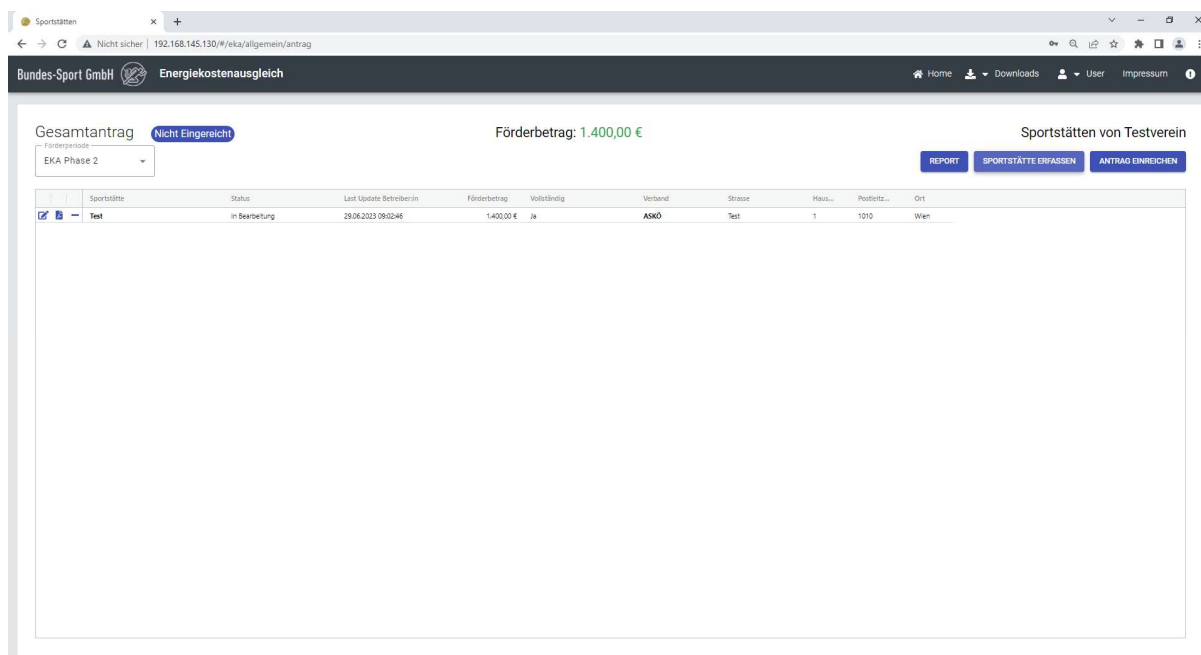 Sportstätten
Nicht sicher | 192.168.145.130/#/eka/allgemein/antrag
Bundes-Sport GmbH Energiekostenausgleich Home Downloads User Impressum
Gesamtantrag Nicht Eingereicht Förderbetrag: 1.400,00 € Sportstätten von Testverein
Förderperiode
EKA Phase 2 REPORT SPORTSTÄTTE ERFASSEN ANTRAG EINREICHEN
Sportstätte Status Last Update Betreiber:in Förderbetrag Vollständig Verband Strasse Haus... Postleitz... Ort
Test In Bearbeitung 29.06.2023 09:02:46 1.400,00 € Ja ASKÖ Test 1 1010 Wien